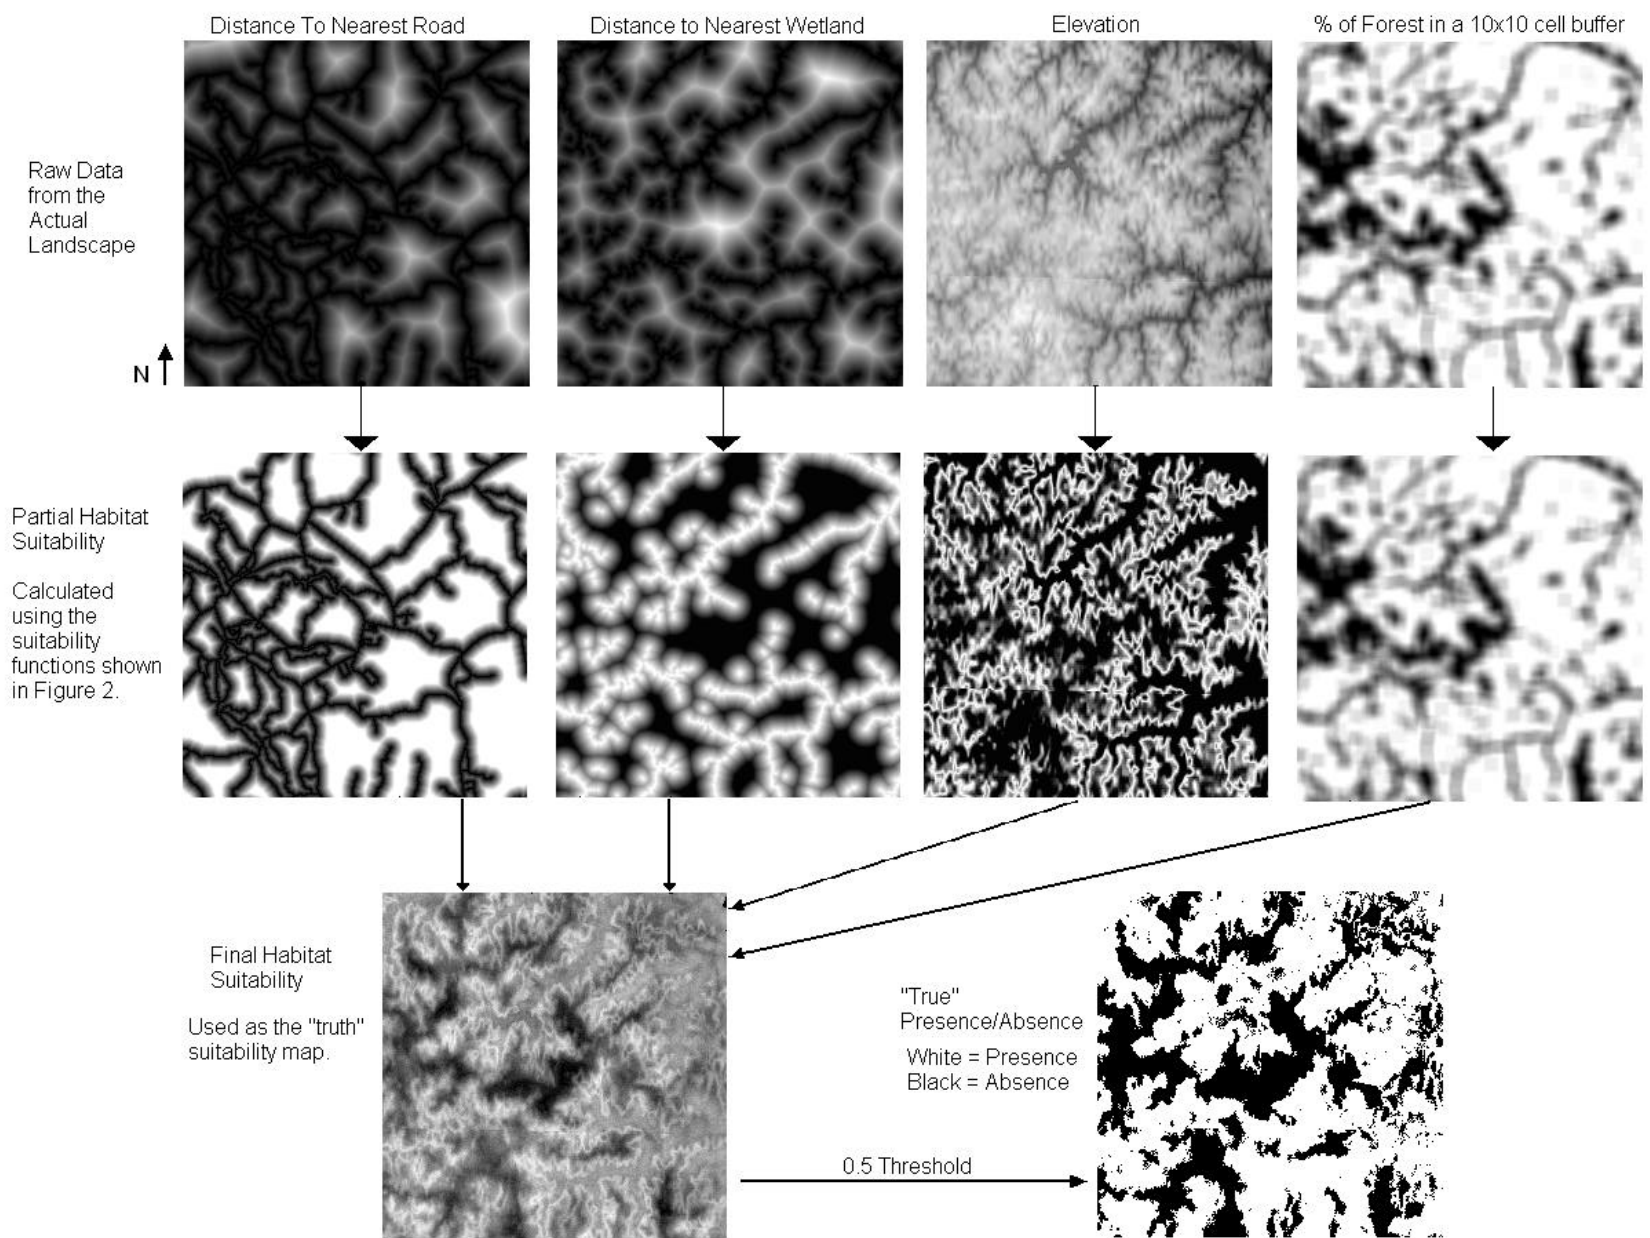 Distance To Nearest Road
Distance to Nearest Wetland
Elevation
% of Forest in a 10x10 cell buffer
Raw Data
from the
Actual
Landscape
N
Partial Habitat
Suitability
Calculated
using the
suitability
functions shown
in Figure 2.
Final Habitat
Suitability
Used as the "truth"
suitability map.
"True"
Presence/Absence
White = Presence
Black = Absence
0.5 Threshold